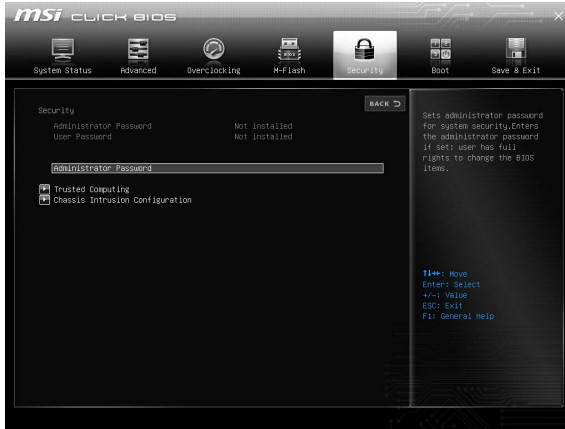 msi CLICK BIOS
System Status
Advanced
Overclocking
M-Flash
Security
Boot
Save & Exit
BACK
Security
Administrator Password Not installed
User Password Not installed
Administrator Password
Trusted Computing
Chassis Intrusion Configuration
Sets administrator password
for system security.Enters
the administrator password
if set; user has full
rights to change the BIOS
items.
↑↓→←: Move
Enter: Select
+/-: Value
ESC: Exit
F1: General Help